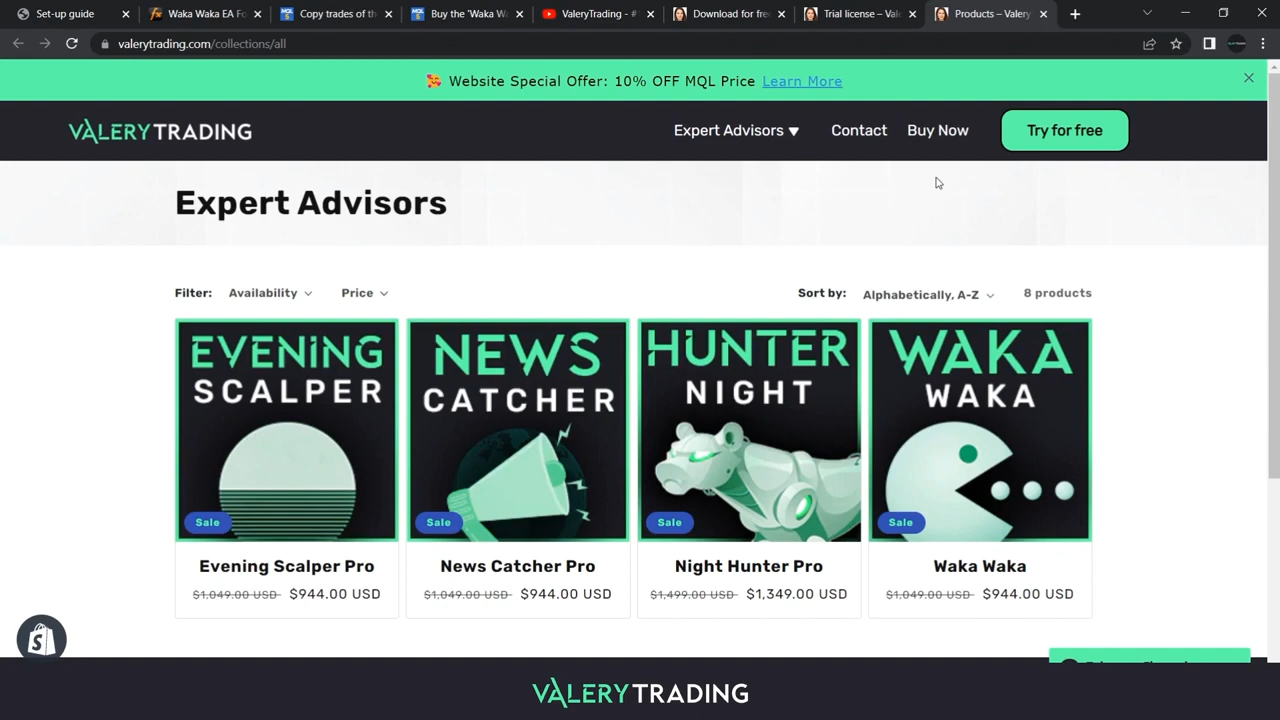 Set-up guide
Waka Waka EA Fo
Copy trades of th
Buy the 'Waka Wa
ValeryTrading - #
Download for fre
Trial license – Val
Products – Valery
valerytrading.com/collections/all
🥰 Website Special Offer: 10% OFF MQL Price Learn More
VALERYTRADING
Expert Advisors ▼
Contact
Buy Now
Try for free
Expert Advisors
Filter: Availability Price
Sort by: Alphabetically, A-Z 8 products
EVENING
SCALPER
Sale
Evening Scalper Pro
$1,049.00 USD $944.00 USD
NEWS
CATCHER
Sale
News Catcher Pro
$1,049.00 USD $944.00 USD
HUNTER
NIGHT
Sale
Night Hunter Pro
$1,499.00 USD $1,349.00 USD
WAKA
WAKA
Sale
Waka Waka
$1,049.00 USD $944.00 USD
VALERYTRADING